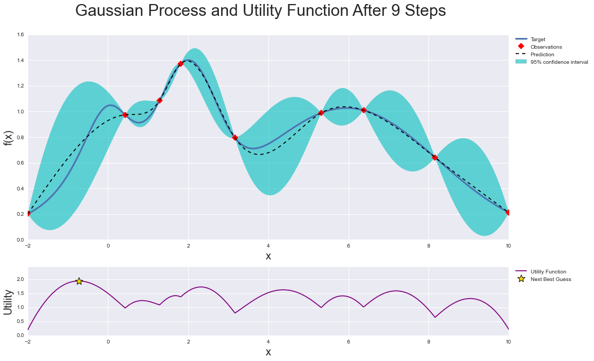 Gaussian Process and Utility Function After 9 Steps
1.6
1.4
1.2
1.0
0.8
0.6
0.4
0.2
0.0
f(x)
−2
0
2
4
6
8
10
x
Target
Observations
Prediction
95% confidence interval
2.0
1.5
1.0
0.5
0.0
Utility
−2
0
2
4
6
8
10
x
Utility Function
Next Best Guess